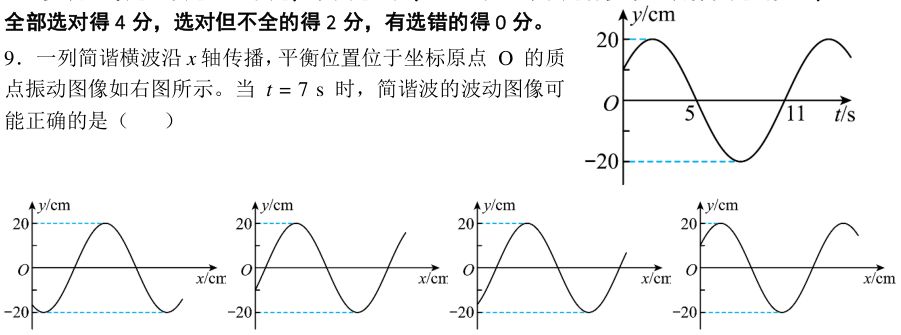 全部选对得 4 分，选对但不全的得 2 分，有选错的得 0 分。
9．一列简谐横波沿 x 轴传播，平衡位置位于坐标原点 O 的质
点振动图像如右图所示。当 t = 7 s 时，简谐波的波动图像可
能正确的是（ ）
y/cm
20
O
5
11
t/s
−20
y/cm
20
O
x/cm
−20
y/cm
20
O
x/cm
−20
y/cm
20
O
x/cm
−20
y/cm
20
O
x/cm
−20